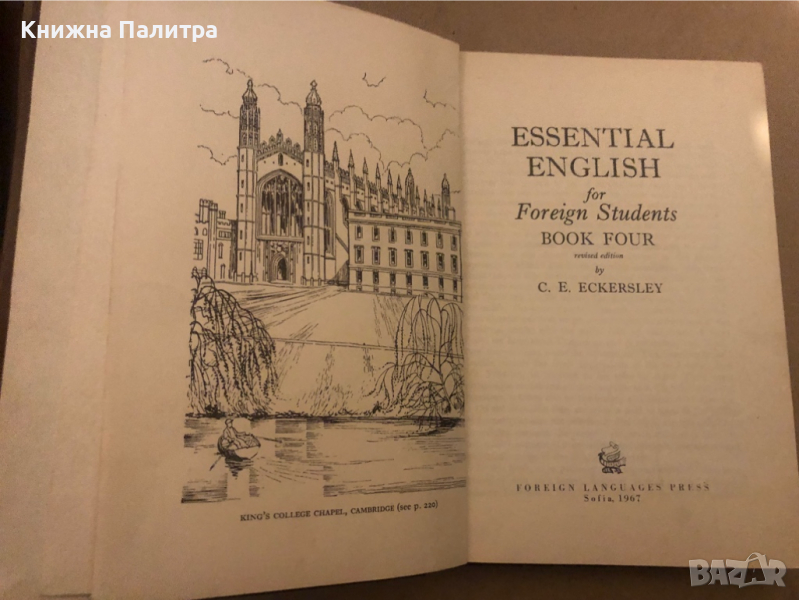 Книжна Палитра
KING'S COLLEGE CHAPEL, CAMBRIDGE (see p. 220)
ESSENTIAL
ENGLISH
for
Foreign Students
BOOK FOUR
revised edition
by
C. E. ECKERSLEY
FOREIGN LANGUAGES PRESS
Sofia, 1967
BAZAR